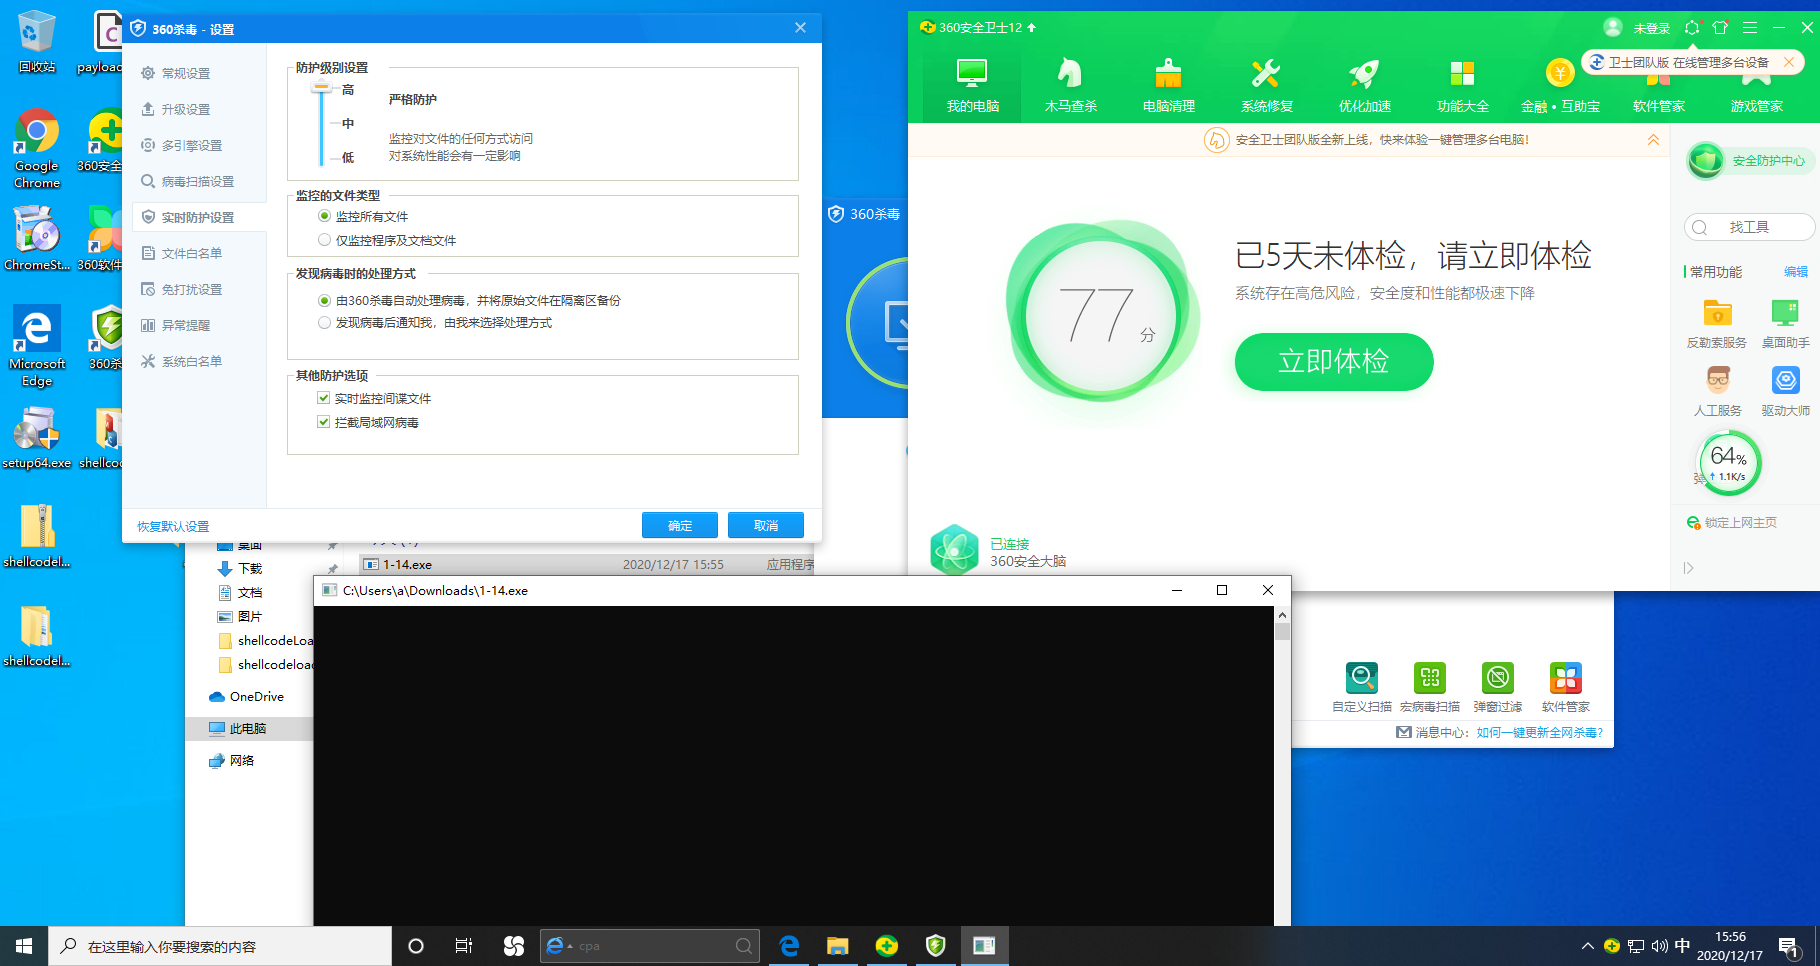 回收站
payload
Google
Chrome
360安全
ChromeSt...
360软件
Microsoft
Edge
360杀
setup64.exe
shellcod
shellcodel...
shellcodel...
360杀毒 - 设置
常规设置
升级设置
多引擎设置
病毒扫描设置
实时防护设置
文件白名单
免打扰设置
异常提醒
系统白名单
防护级别设置
高
中
低
严格防护
监控对文件的任何方式访问
对系统性能会有一定影响
监控的文件类型
监控所有文件
仅监控程序及文档文件
发现病毒时的处理方式
由360杀毒自动处理病毒，并将原始文件在隔离区备份
发现病毒后通知我，由我来选择处理方式
其他防护选项
实时监控间谍文件
拦截局域网病毒
恢复默认设置
确定
取消
360杀毒
360安全卫士12
未登录
卫士团队版 在线管理多台设备
我的电脑
木马查杀
电脑清理
系统修复
优化加速
功能大全
金融•互助宝
软件管家
游戏管家
安全卫士团队版全新上线，快来体验一键管理多台电脑！
77分
已5天未体检，请立即体检
系统存在高危风险，安全度和性能都极速下降
立即体检
已连接
360安全大脑
安全防护中心
找工具
常用功能
编辑
反勒索服务
桌面助手
人工服务
驱动大师
64%
1.1K/s
弹
锁定上网主页
桌面
下载
文档
图片
shellcodeLoa
shellcodeload
OneDrive
此电脑
网络
1-14.exe
2020/12/17 15:55
应用程序
C:\Users\a\Downloads\1-14.exe
自定义扫描
宏病毒扫描
弹窗过滤
软件管家
消息中心：
如何一键更新全网杀毒?
在这里输入你要搜索的内容
cpa
中
15:56
2020/12/17
1